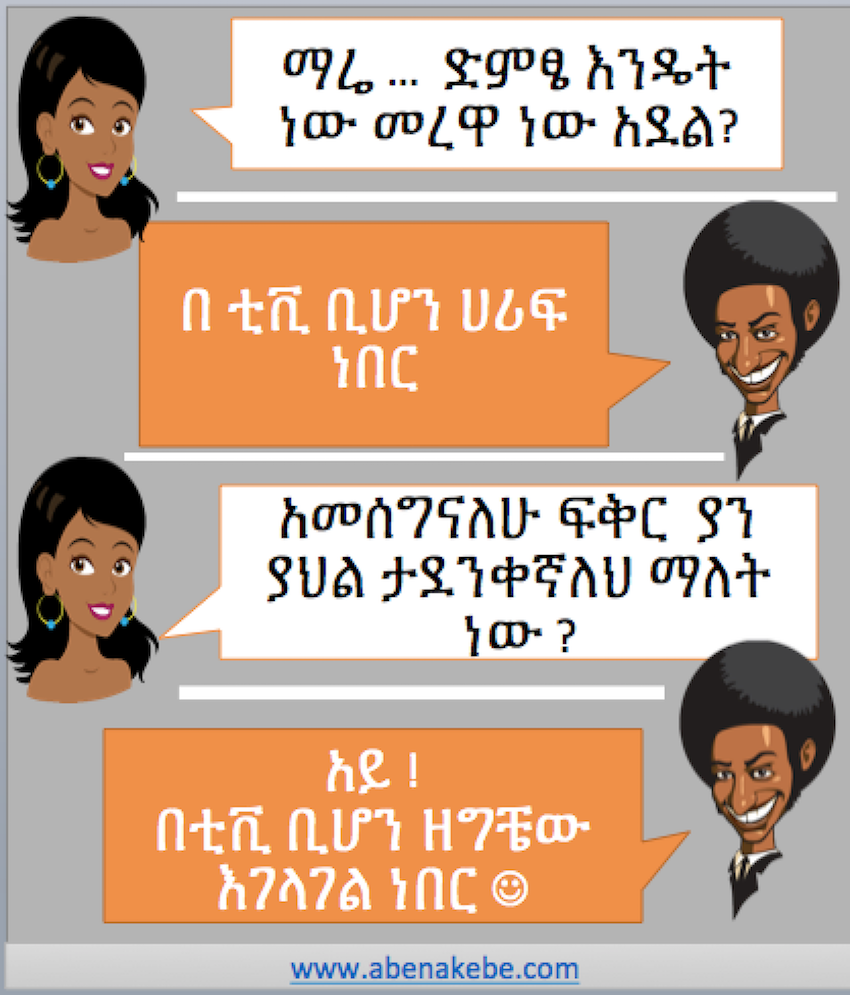 ማሬ ... ድምፄ እንዴት
ነው መረዋ ነው አደል?
በ ቲቪ ቢሆን ሀሪፍ
ነበር
አመሰግናለሁ ፍቅር ያን
ያህል ታደንቀኛለህ ማለት
ነው ?
አይ !
በቲቪ ቢሆን ዘግቼው
እገላገል ነበር ☺
www.abenakebe.com